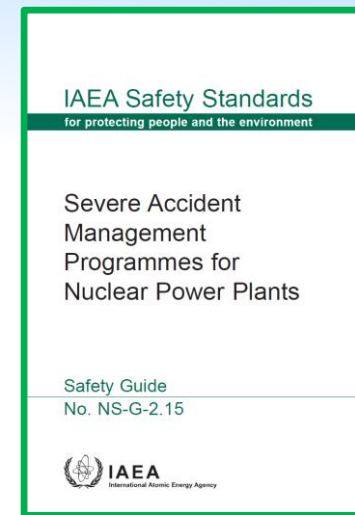 IAEA Safety Standards
for protecting people and the environment
Severe Accident
Management
Programmes for
Nuclear Power Plants
Safety Guide
No. NS-G-2.15
IAEA
International Atomic Energy Agency